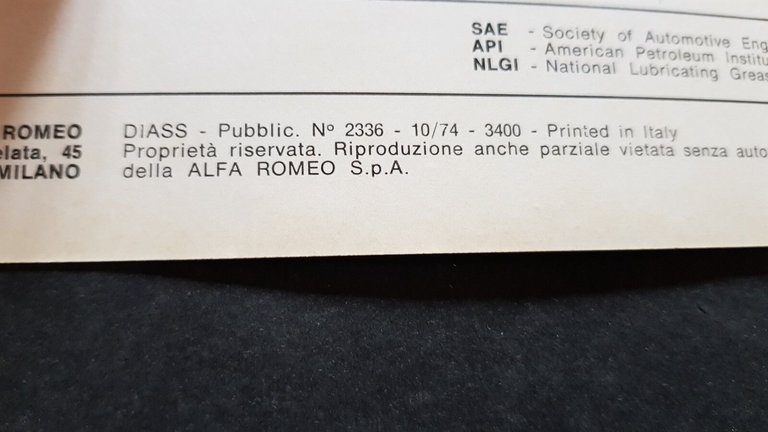 SAE - Society of Automotive Eng
API - American Petroleum Institu
NLGI - National Lubricating Greas
ROMEO DIASS - Pubblic. Nº 2336 - 10/74 - 3400 - Printed in Italy
elata, 45 Proprietà riservata. Riproduzione anche parziale vietata senza auto
MILANO della ALFA ROMEO S.p.A.